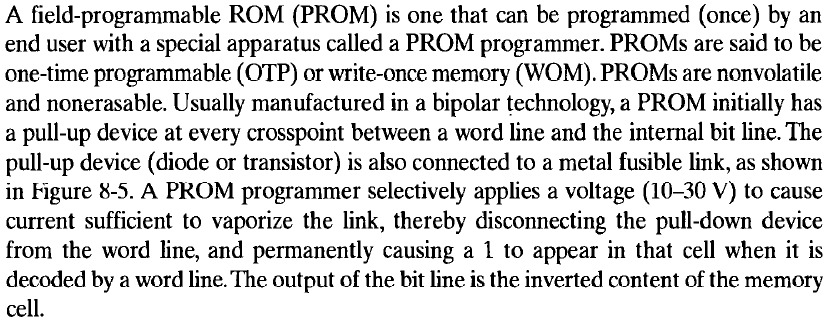 A field-programmable ROM (PROM) is one that can be programmed (once) by an
end user with a special apparatus called a PROM programmer. PROMs are said to be
one-time programmable (OTP) or write-once memory (WOM). PROMs are nonvolatile
and nonerasable. Usually manufactured in a bipolar technology, a PROM initially has
a pull-up device at every crosspoint between a word line and the internal bit line. The
pull-up device (diode or transistor) is also connected to a metal fusible link, as shown
in Figure 8-5. A PROM programmer selectively applies a voltage (10–30 V) to cause
current sufficient to vaporize the link, thereby disconnecting the pull-down device
from the word line, and permanently causing a 1 to appear in that cell when it is
decoded by a word line. The output of the bit line is the inverted content of the memory
cell.